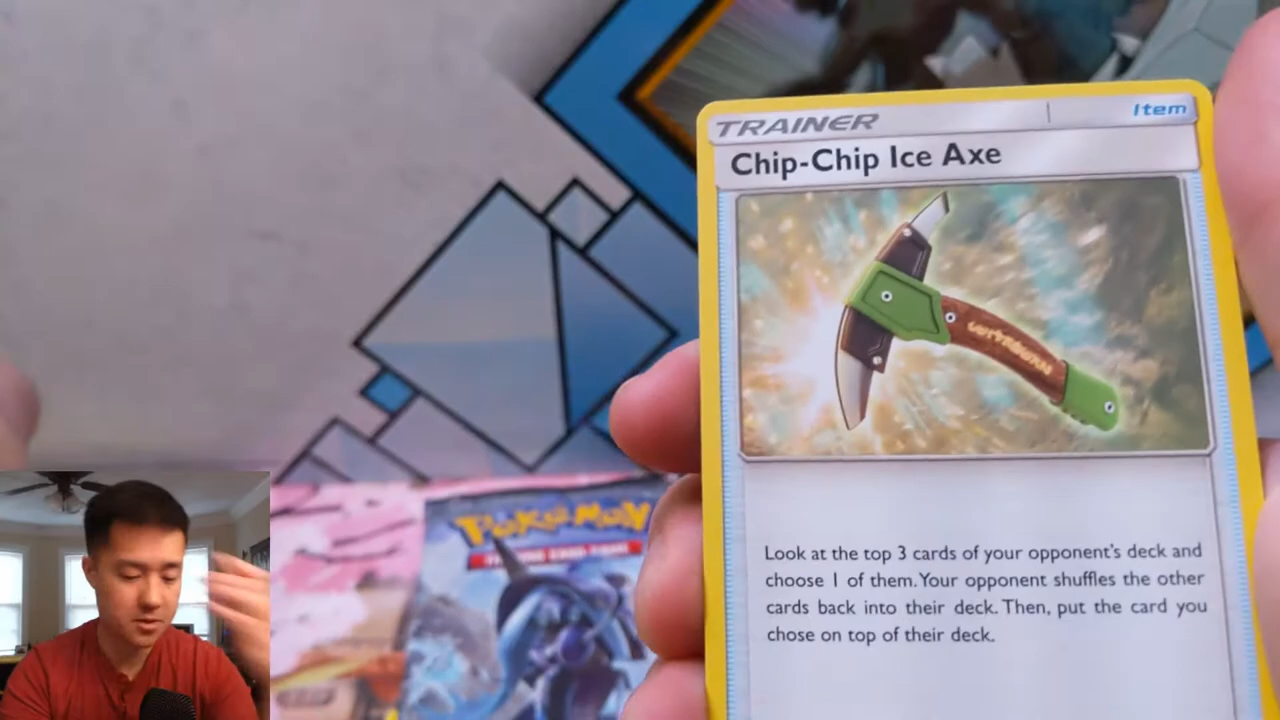 TRAINER
Item
Chip-Chip Ice Axe
Look at the top 3 cards of your opponent's deck and
choose 1 of them. Your opponent shuffles the other
cards back into their deck. Then, put the card you
chose on top of their deck.
POKéMON